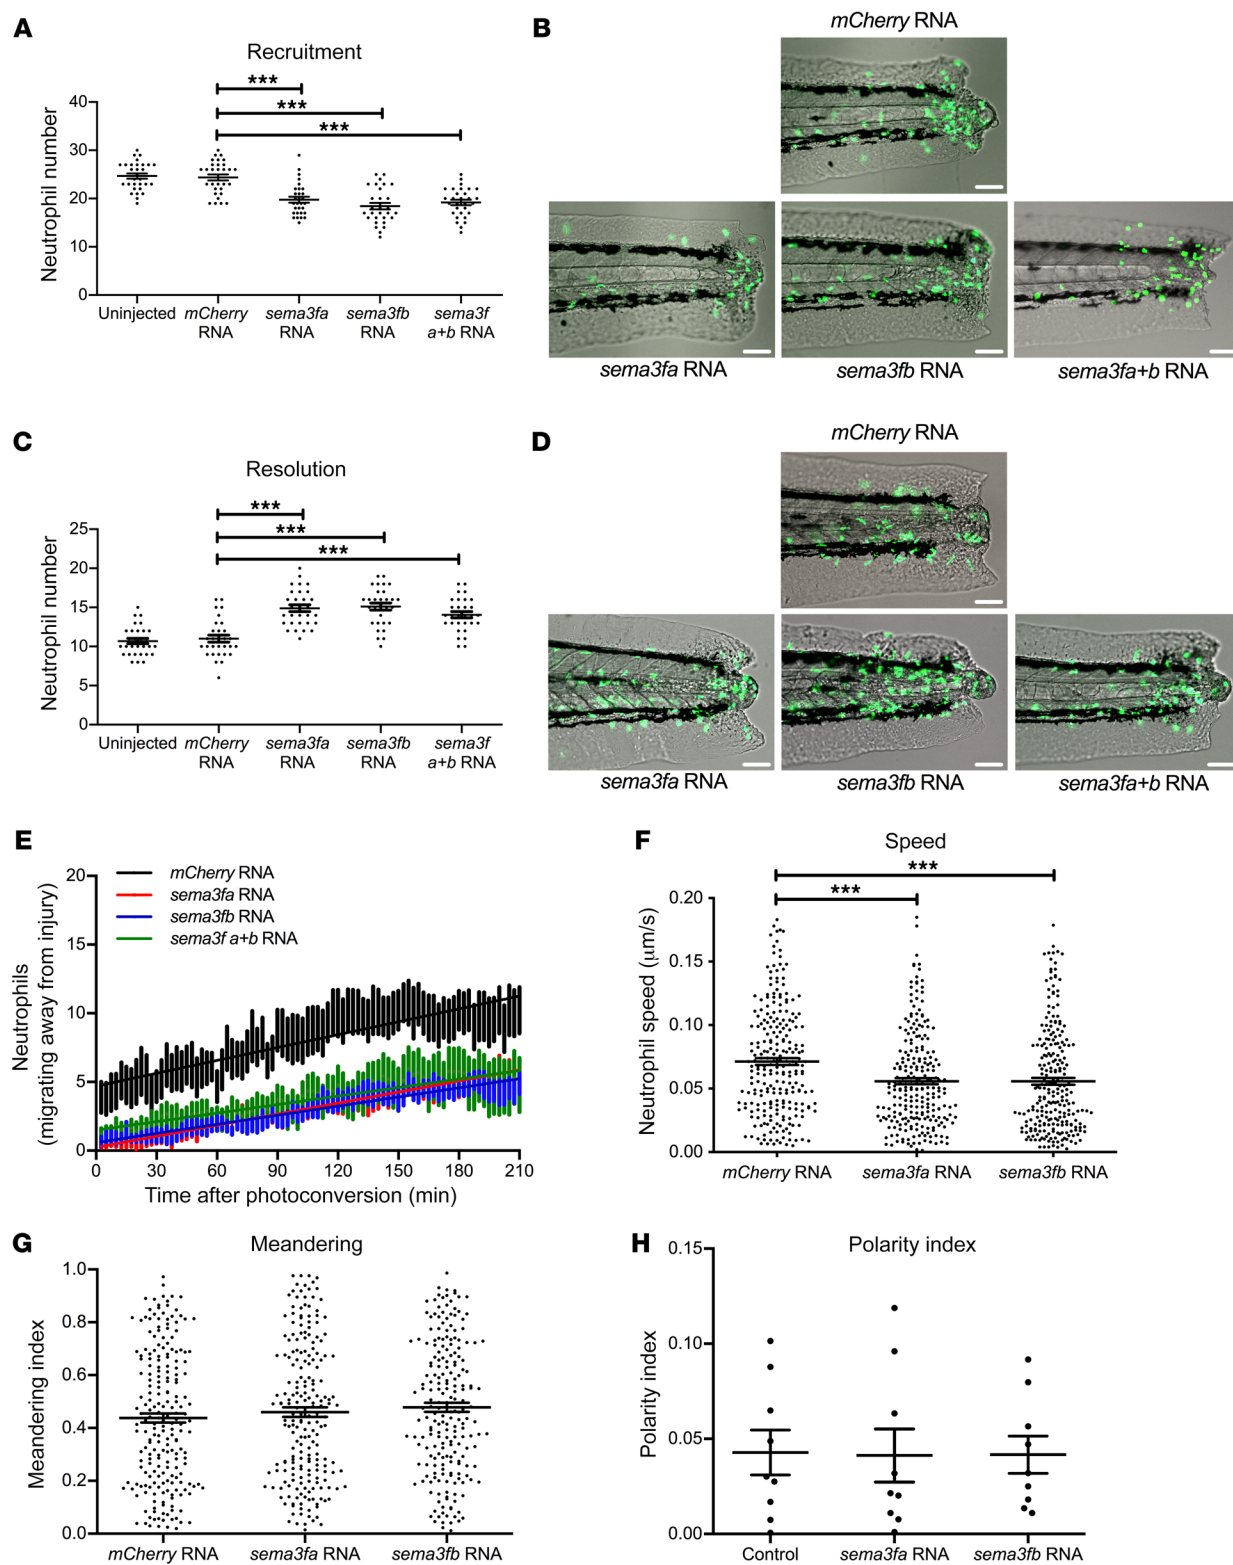 A
Recruitment
***
***
***
Neutrophil number
40
30
20
10
0
Uninjected
mCherry
RNA
sema3fa
RNA
sema3fb
RNA
sema3f
a+b RNA
B
mCherry RNA
sema3fa RNA
sema3fb RNA
sema3fa+b RNA
C
Resolution
***
***
***
Neutrophil number
25
20
15
10
5
0
Uninjected
mCherry
RNA
sema3fa
RNA
sema3fb
RNA
sema3f
a+b RNA
D
mCherry RNA
sema3fa RNA
sema3fb RNA
sema3fa+b RNA
E
mCherry RNA
sema3fa RNA
sema3fb RNA
sema3f a+b RNA
Neutrophils
(migrating away from injury)
20
15
10
5
0
0
30
60
90
120
150
180
210
Time after photoconversion (min)
F
Speed
***
***
Neutrophil speed (μm/s)
0.20
0.15
0.10
0.05
0.00
mCherry RNA
sema3fa RNA
sema3fb RNA
G
Meandering
Meandering index
1.0
0.8
0.6
0.4
0.2
0.0
mCherry RNA
sema3fa RNA
sema3fb RNA
H
Polarity index
Polarity index
0.15
0.10
0.05
0.00
Control
sema3fa RNA
sema3fb RNA